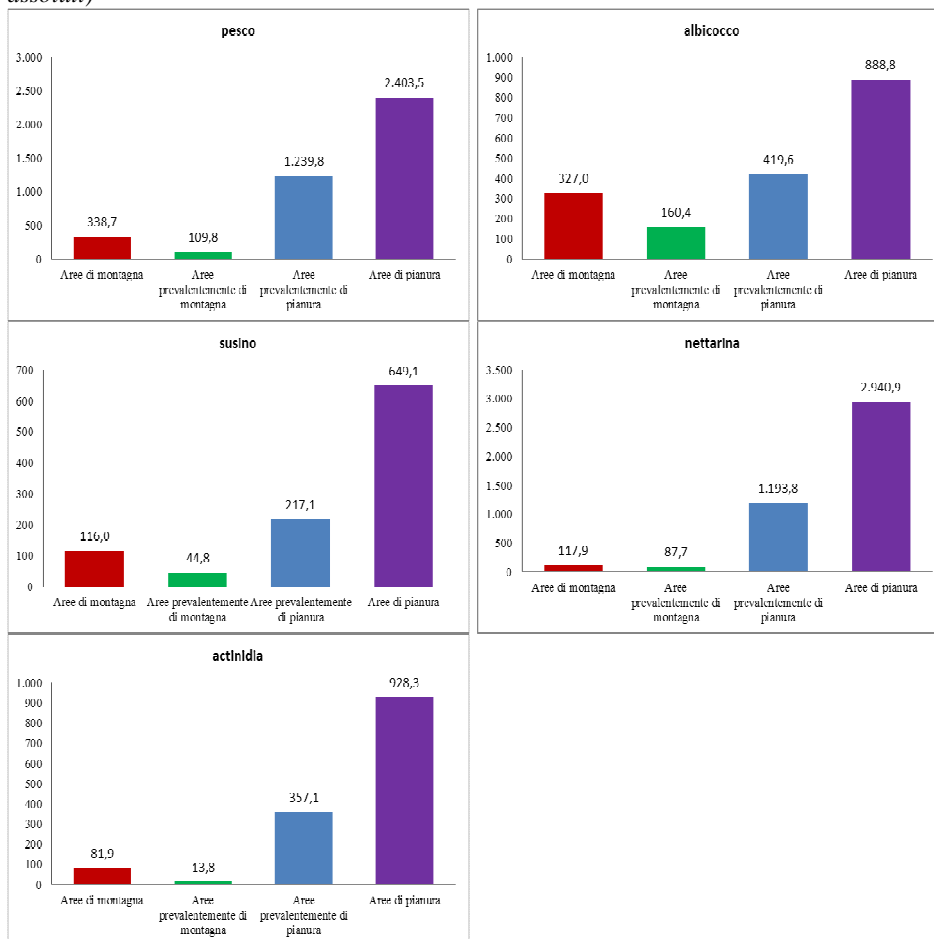 assoluti)
pesco
3.000
2.500
2.000
1.500
1.000
500
0
338,7
109,8
1.239,8
2.403,5
Aree di montagna
Aree
prevalentemente di
montagna
Aree
prevalentemente di
pianura
Aree di pianura
albicocco
1.000
900
800
700
600
500
400
300
200
100
0
327,0
160,4
419,6
888,8
Aree di montagna
Aree
prevalentemente di
montagna
Aree
prevalentemente di
pianura
Aree di pianura
susino
700
600
500
400
300
200
100
0
116,0
44,8
217,1
649,1
Aree di montagna
Aree prevalentemente
di montagna
Aree prevalentemente
di pianura
Aree di pianura
nettarina
3.500
3.000
2.500
2.000
1.500
1.000
500
0
117,9
87,7
1.193,8
2.940,9
Aree di montagna
Aree
prevalentemente di
montagna
Aree
prevalentemente di
pianura
Aree di pianura
actinidia
1.000
900
800
700
600
500
400
300
200
100
0
81,9
13,8
357,1
928,3
Aree di montagna
Aree
prevalentemente di
montagna
Aree
prevalentemente di
pianura
Aree di pianura